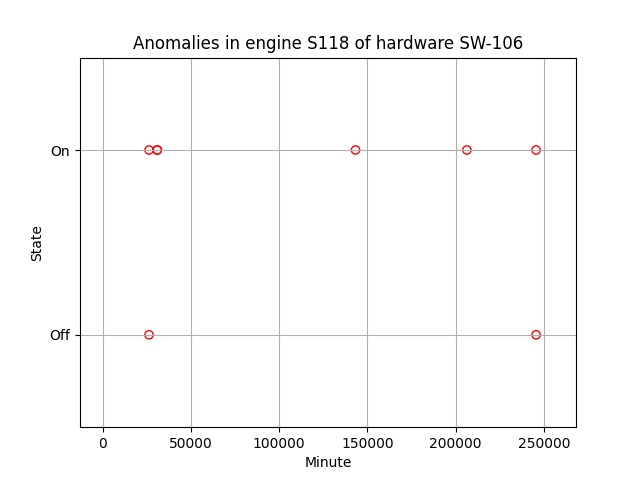 Anomalies in engine S118 of hardware SW-106
On
State
Off
0 50000 100000 150000 200000 250000
Minute